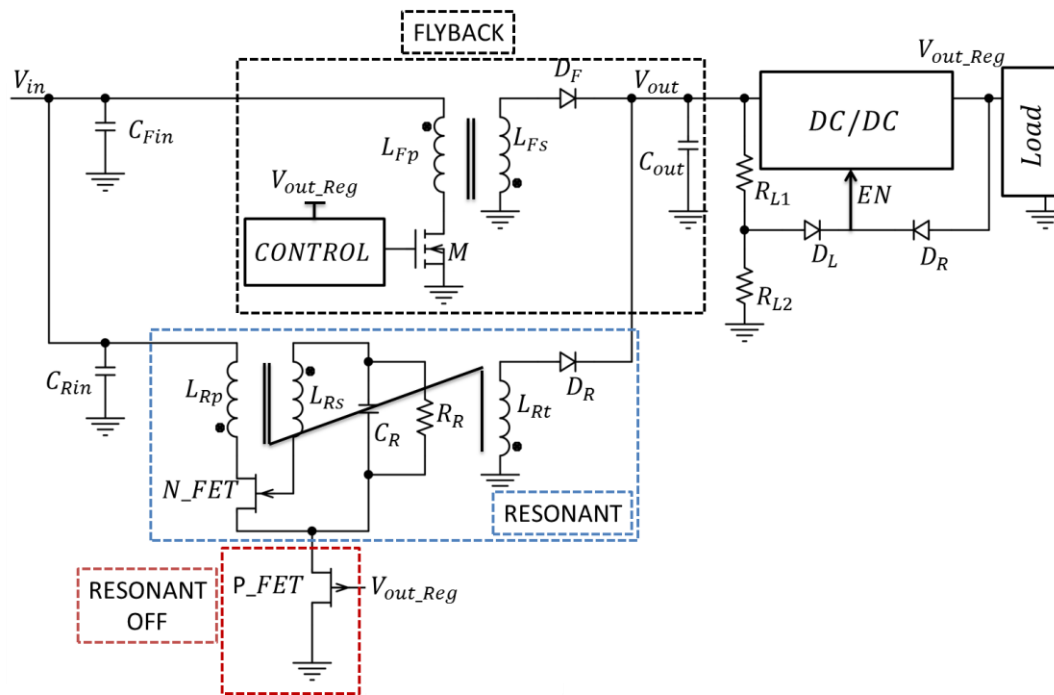 FLYBACK
V_in
C_Fin
L_Fp
L_Fs
D_F
V_out
C_out
V_out_Reg
CONTROL
M
R_L1
R_L2
DC/DC
EN
D_L
D_R
V_out_Reg
Load
C_Rin
L_Rp
L_Rs
C_R
R_R
L_Rt
D_R
N_FET
RESONANT
RESONANT
OFF
P_FET
V_out_Reg